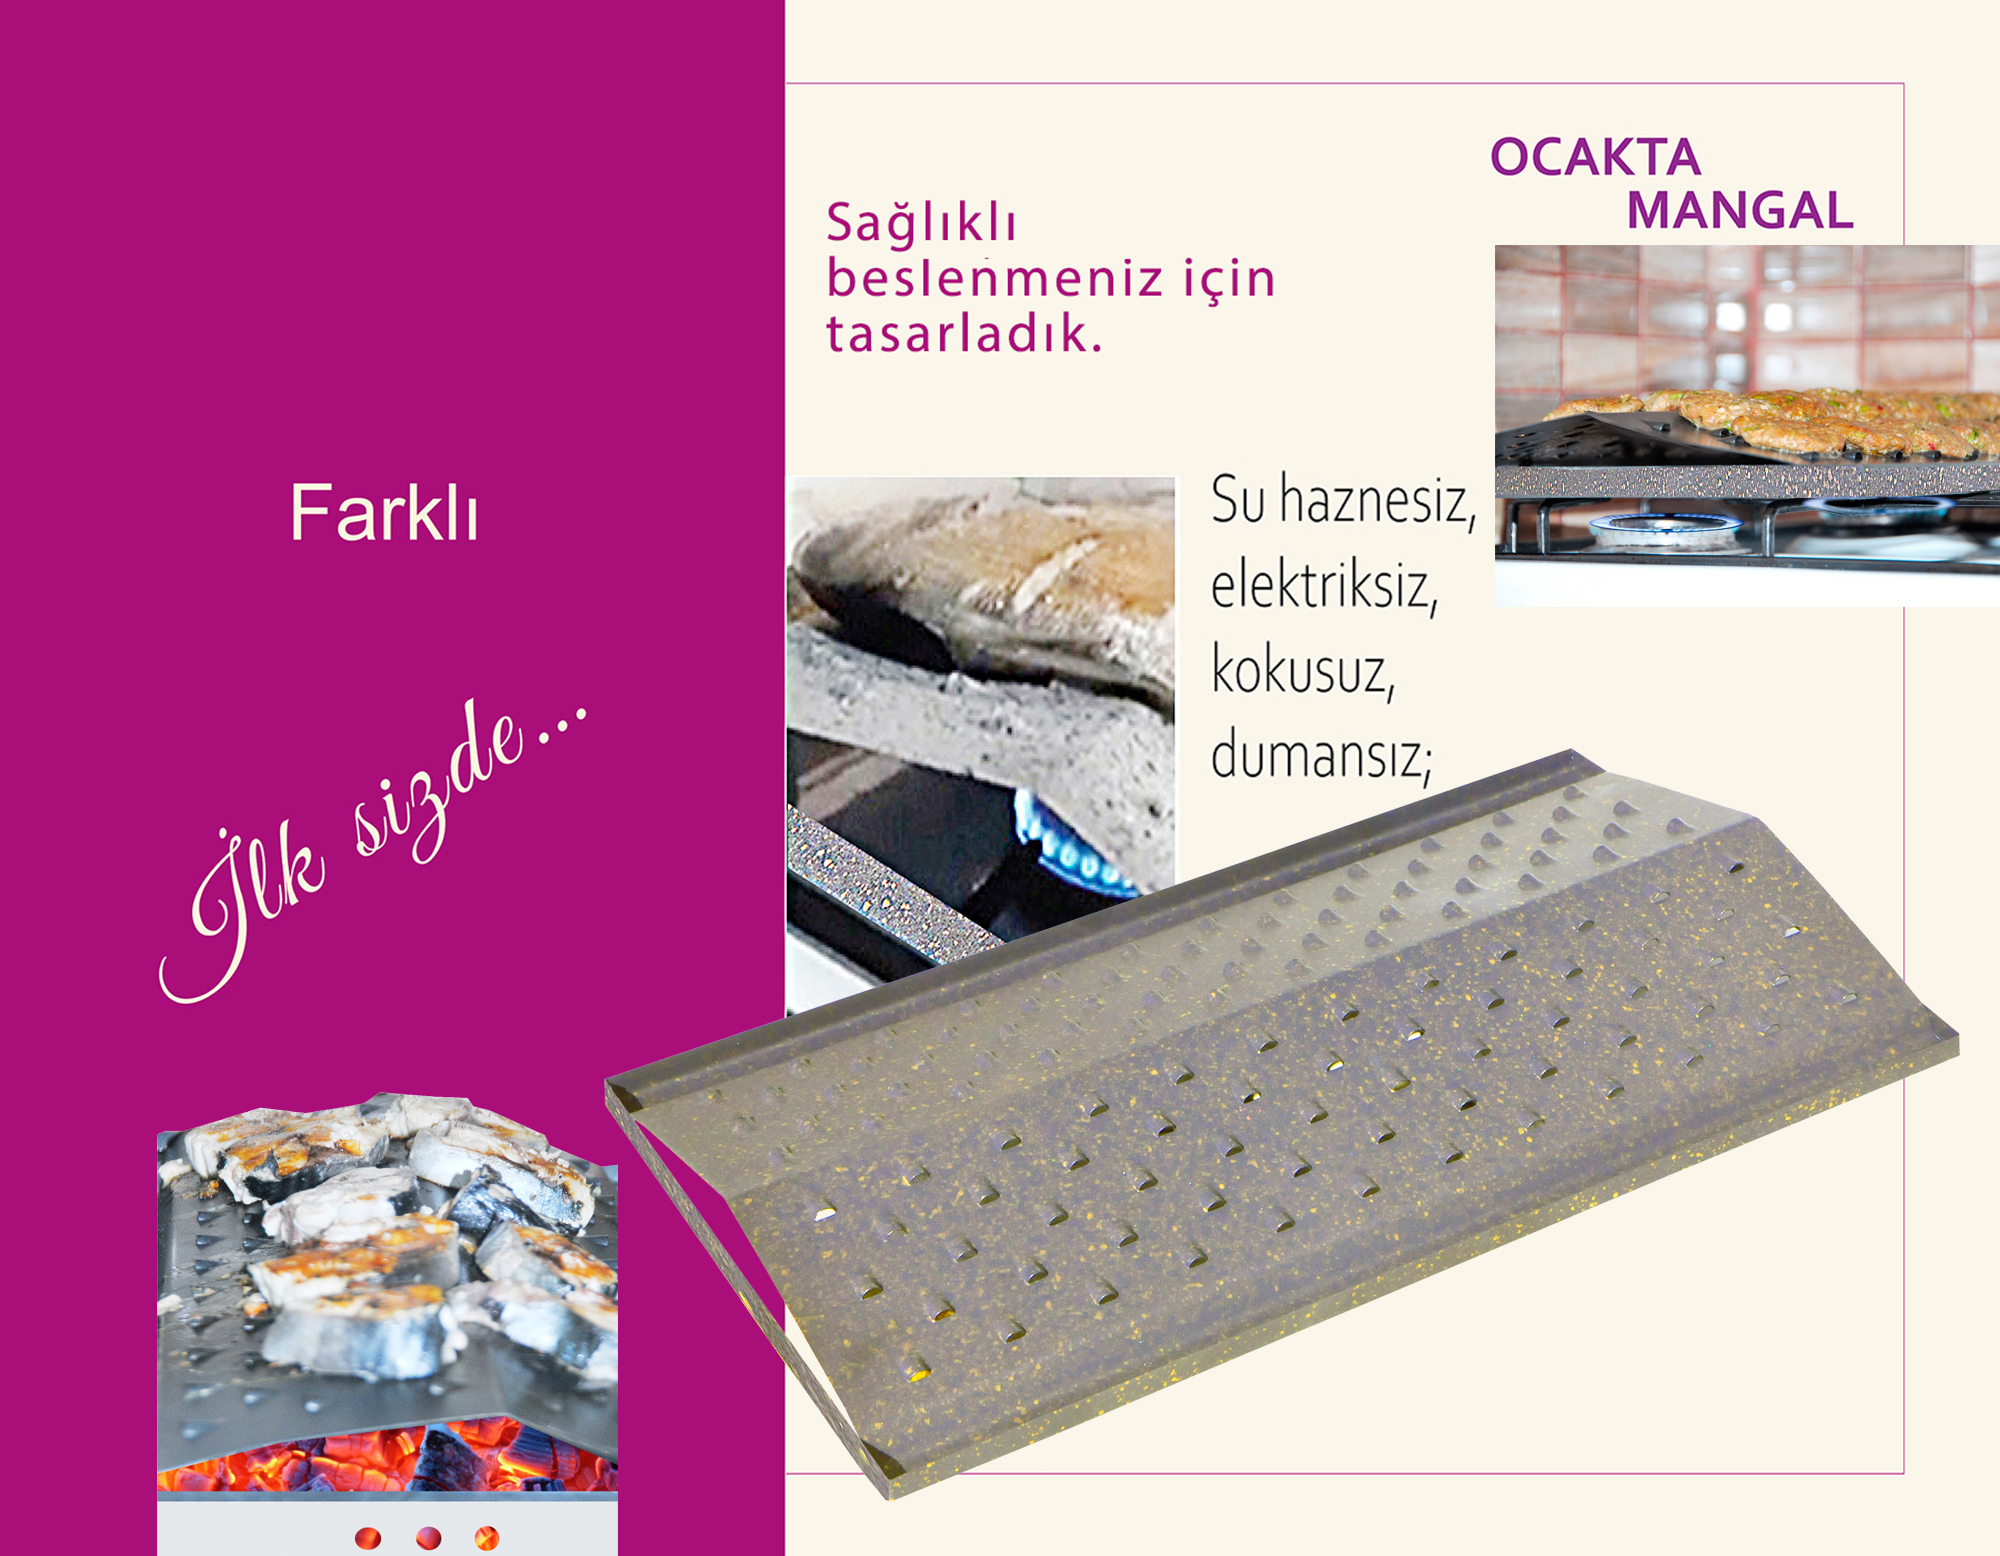 Farklı
İlk sizde...
OCAKTA
MANGAL
Sağlıklı
beslenmeniz için
tasarladık.
Su haznesiz,
elektriksiz,
kokusuz,
dumansız;